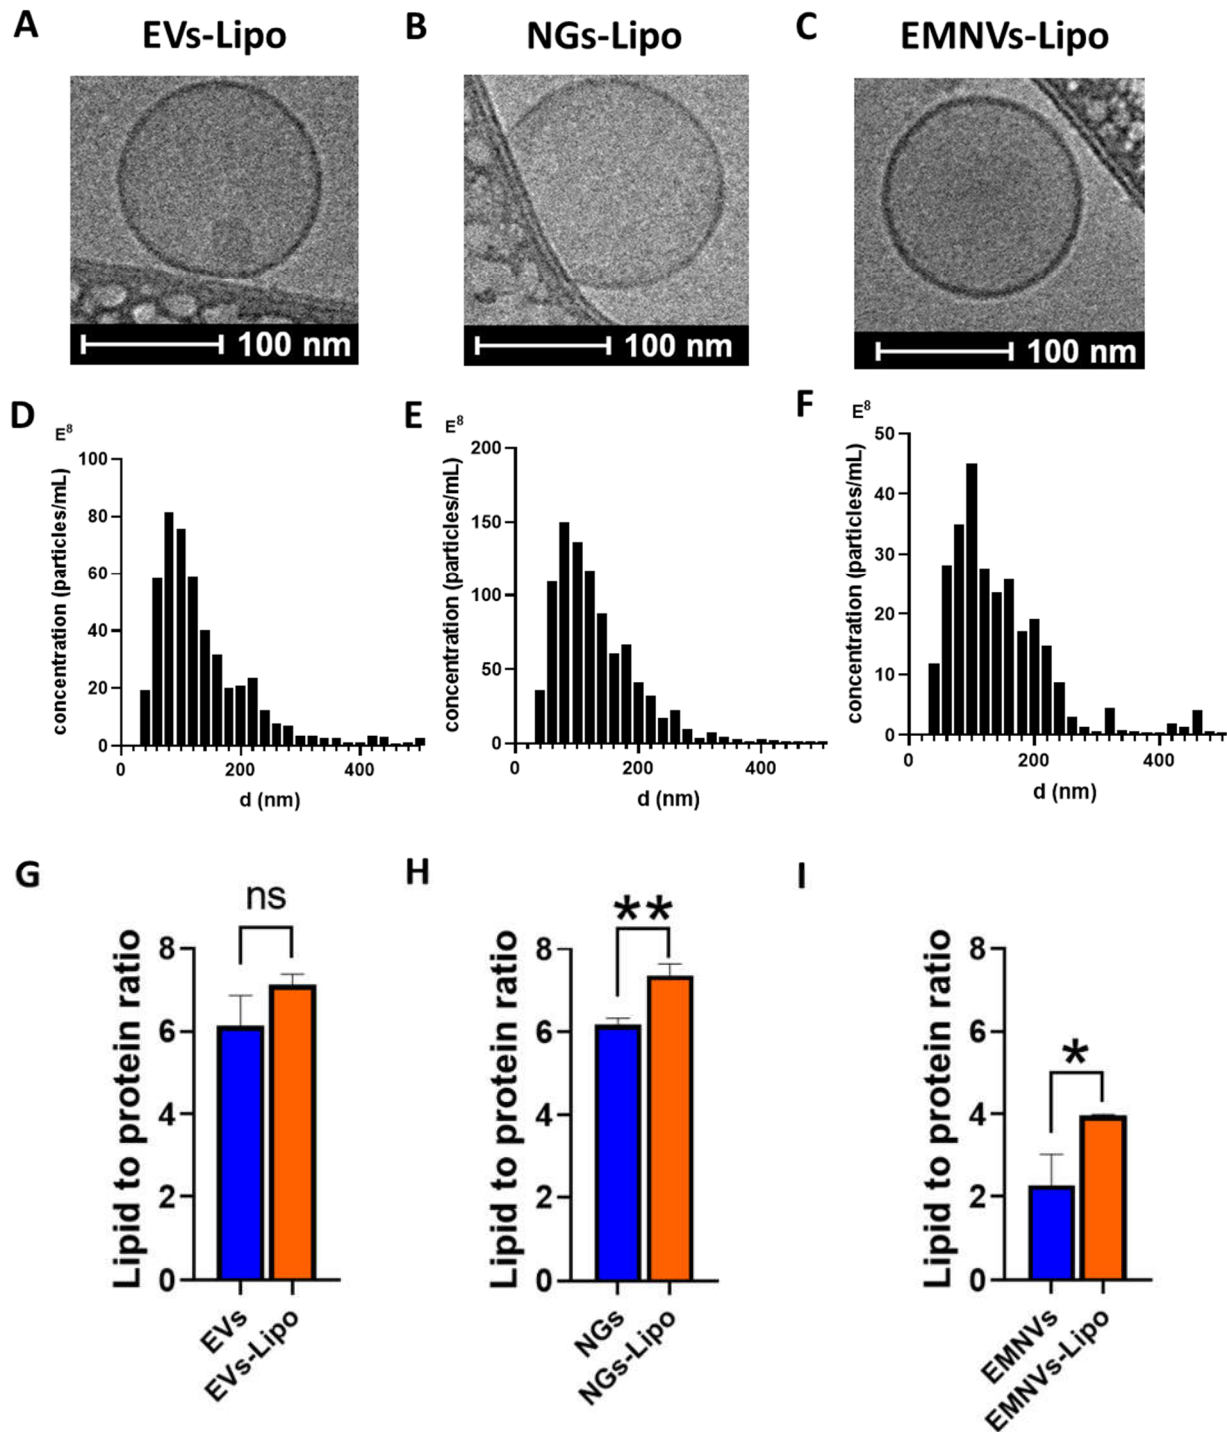 A
EVs-Lipo
B
NGs-Lipo
C
EMNVs-Lipo
100 nm
100 nm
100 nm
D
E⁸
concentration (particles/mL)
100
80
60
40
20
0
0
200
400
d (nm)
E
E⁸
concentration (particles/mL)
200
150
100
50
0
0
200
400
d (nm)
F
E⁸
concentration (particles/mL)
50
40
30
20
10
0
0
200
400
d (nm)
G
ns
Lipid to protein ratio
8
6
4
2
0
EVs
EVs-Lipo
H
**
Lipid to protein ratio
8
6
4
2
0
NGs
NGs-Lipo
I
*
Lipid to protein ratio
8
6
4
2
0
EMNVs
EMNVs-Lipo